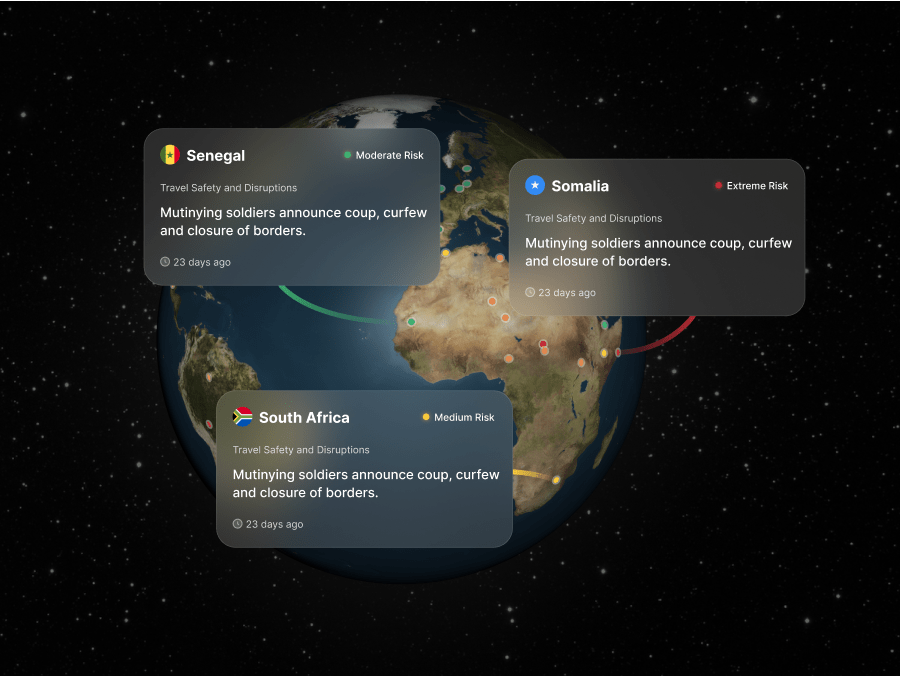 Senegal
Moderate Risk
Travel Safety and Disruptions
Mutinying soldiers announce coup, curfew
and closure of borders.
23 days ago
Somalia
Extreme Risk
Travel Safety and Disruptions
Mutinying soldiers announce coup, curfew
and closure of borders.
23 days ago
South Africa
Medium Risk
Travel Safety and Disruptions
Mutinying soldiers announce coup, curfew
and closure of borders.
23 days ago